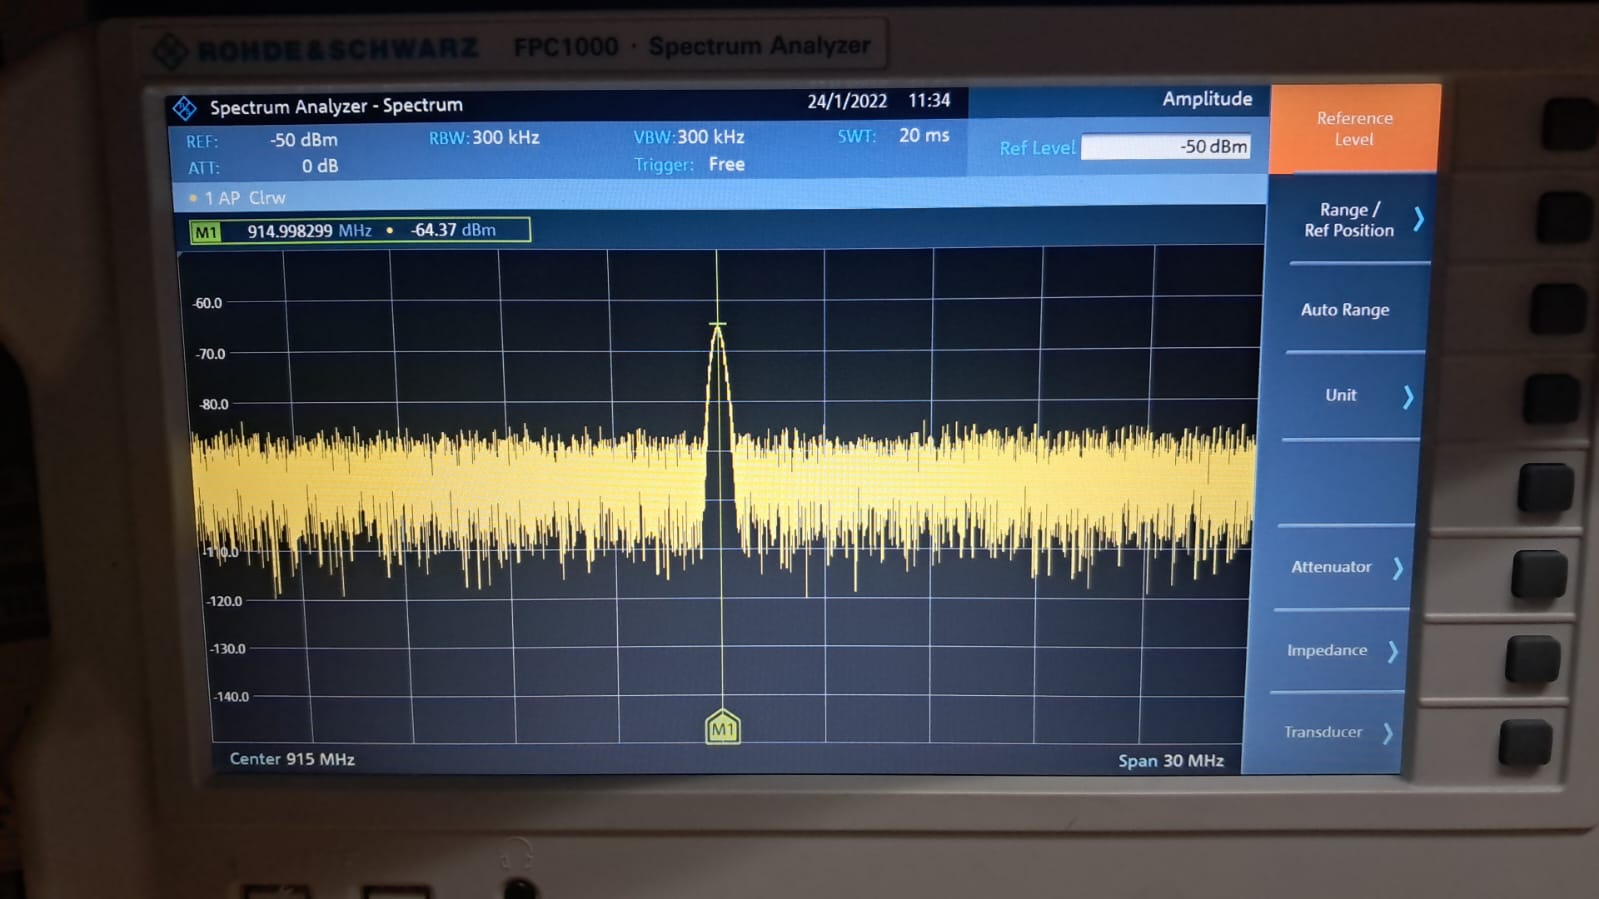 ROHDE&SCHWARZ FPC1000 · Spectrum Analyzer
Spectrum Analyzer - Spectrum 24/1/2022 11:34 Amplitude
REF: -50 dBm RBW: 300 kHz VBW: 300 kHz SWT: 20 ms
ATT: 0 dB Trigger: Free
Ref Level -50 dBm
1 AP Clrw
M1 914.998299 MHz • -64.37 dBm
-60.0
-70.0
-80.0
-110.0
-120.0
-130.0
-140.0
M1
Center 915 MHz Span 30 MHz
Reference
Level
Range /
Ref Position
Auto Range
Unit
Attenuator
Impedance
Transducer